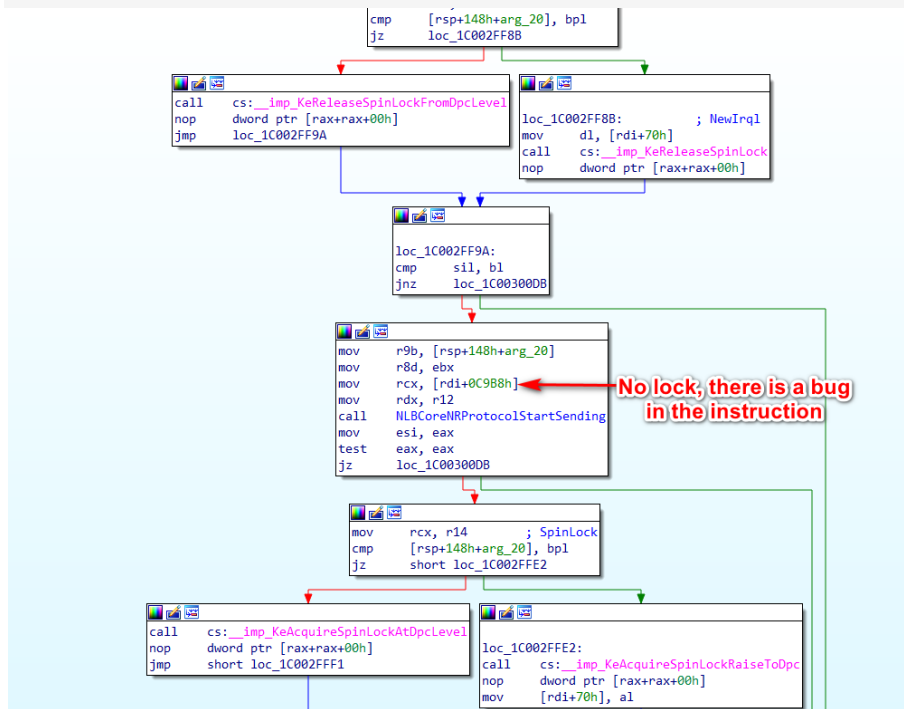 cmp [rsp+148h+arg_20], bpl
jz loc_1C002FF8B
call cs:__imp_KeReleaseSpinLockFromDpcLevel
nop dword ptr [rax+rax+00h]
jmp loc_1C002FF9A
loc_1C002FF8B: ; NewIrql
mov dl, [rdi+70h]
call cs:__imp_KeReleaseSpinLock
nop dword ptr [rax+rax+00h]
loc_1C002FF9A:
cmp sil, bl
jnz loc_1C00300DB
mov r9b, [rsp+148h+arg_20]
mov r8d, ebx
mov rcx, [rdi+0C9B8h]
mov rdx, r12
call NLBCoreNRProtocolStartSending
mov esi, eax
test eax, eax
jz loc_1C00300DB
No lock, there is a bug
in the instruction
mov rcx, r14 ; SpinLock
cmp [rsp+148h+arg_20], bpl
jz short loc_1C002FFE2
call cs:__imp_KeAcquireSpinLockAtDpcLevel
nop dword ptr [rax+rax+00h]
jmp short loc_1C002FFF1
loc_1C002FFE2:
call cs:__imp_KeAcquireSpinLockRaiseToDpc
nop dword ptr [rax+rax+00h]
mov [rdi+70h], al